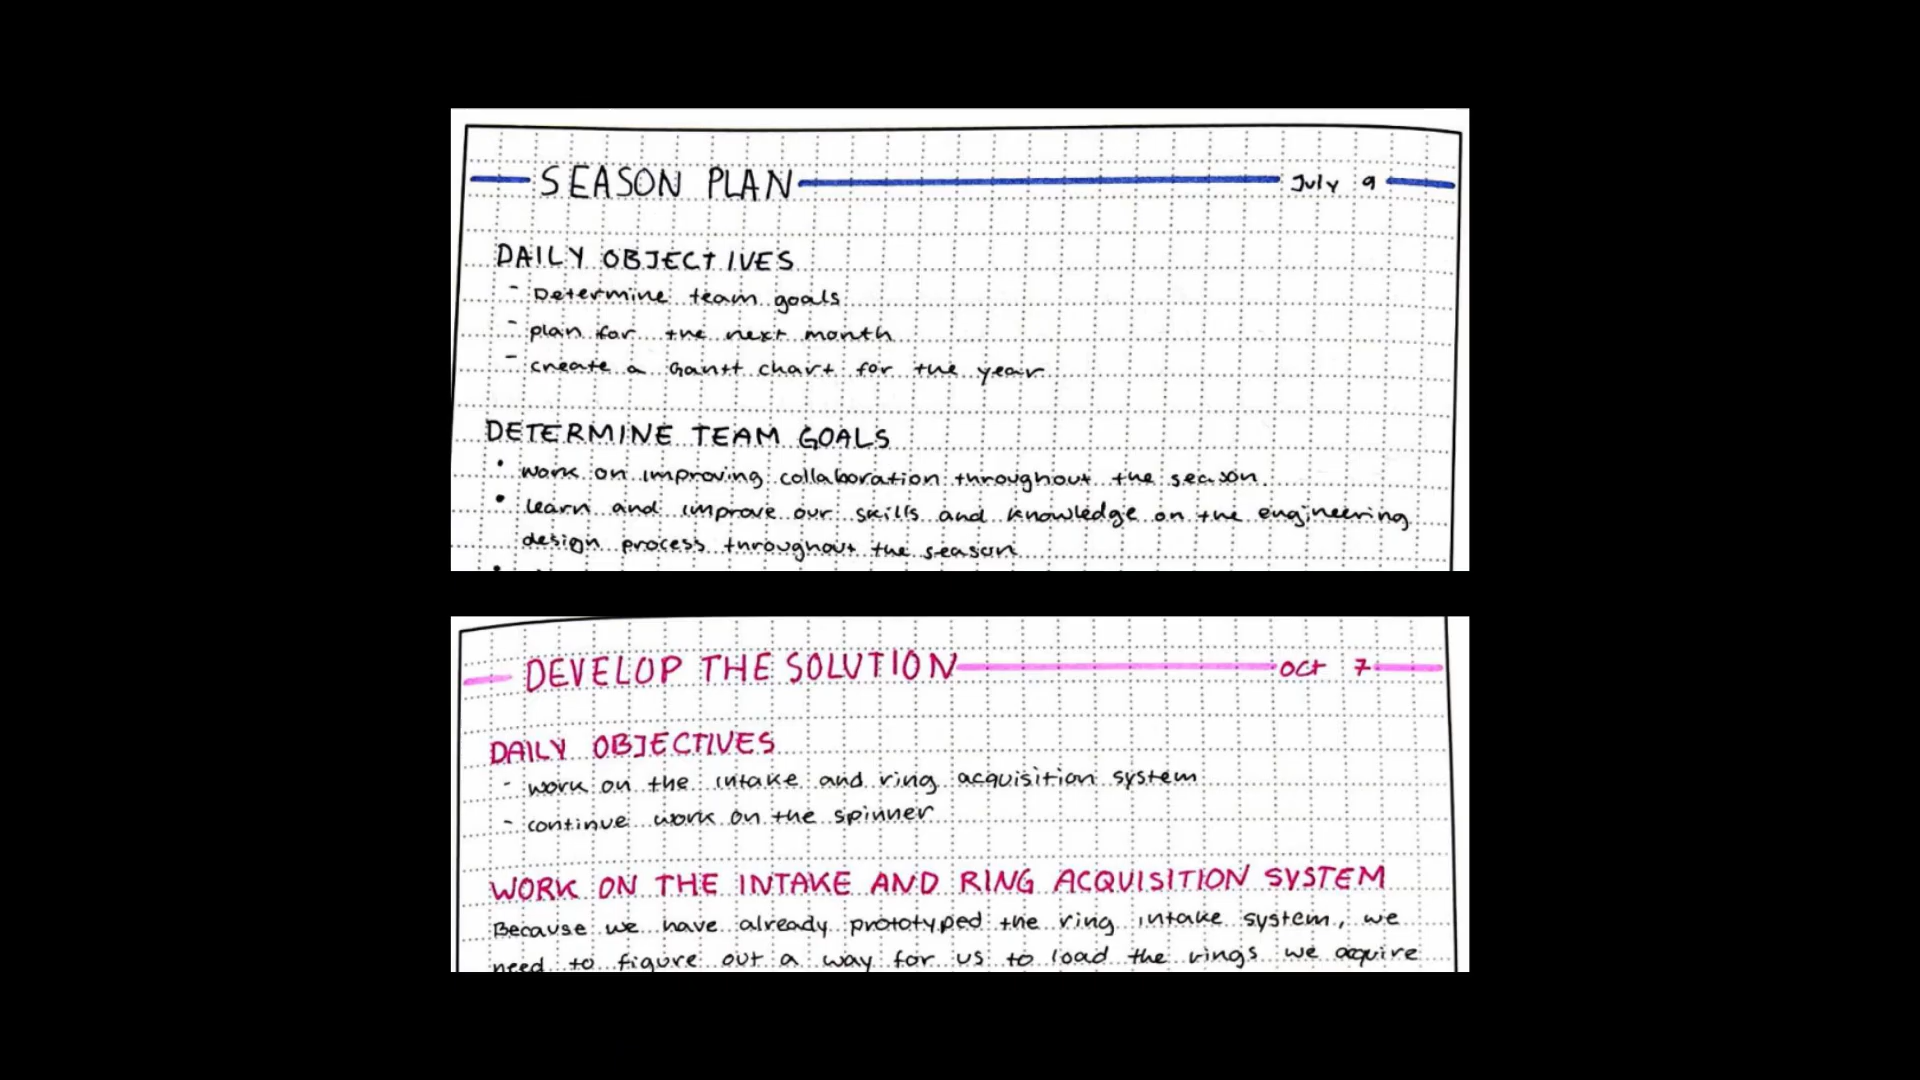 SEASON PLAN July 9
DAILY OBJECTIVES
- Determine team goals
- plan for the next month
- create a Gantt chart for the year
DETERMINE TEAM GOALS
• work on improving collaboration throughout the season.
• learn and improve our skills and knowledge on the engineering
design process throughout the season
DEVELOP THE SOLUTION OCT 7
DAILY OBJECTIVES
- work on the intake and ring acquisition system
- continue work on the spinner
WORK ON THE INTAKE AND RING ACQUISITION SYSTEM
Because we have already prototyped the ring intake system, we
need to figure out a way for us to load the rings we acquire